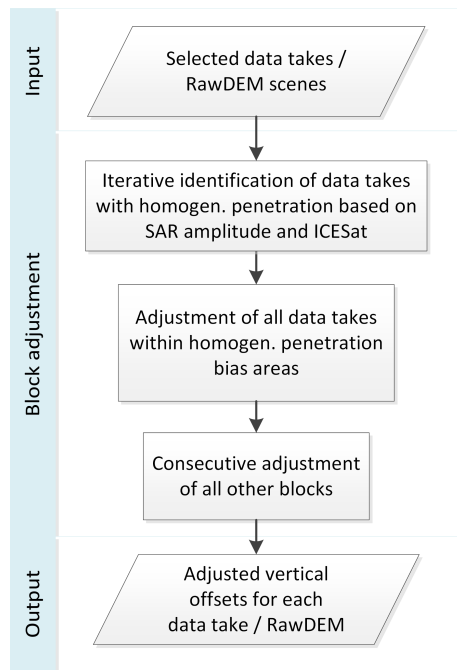 Input
Selected data takes /
RawDEM scenes
Block adjustment
Iterative identification of data takes
with homogen. penetration based on
SAR amplitude and ICESat
Adjustment of all data takes
within homogen. penetration
bias areas
Consecutive adjustment
of all other blocks
Output
Adjusted vertical
offsets for each
data take / RawDEM